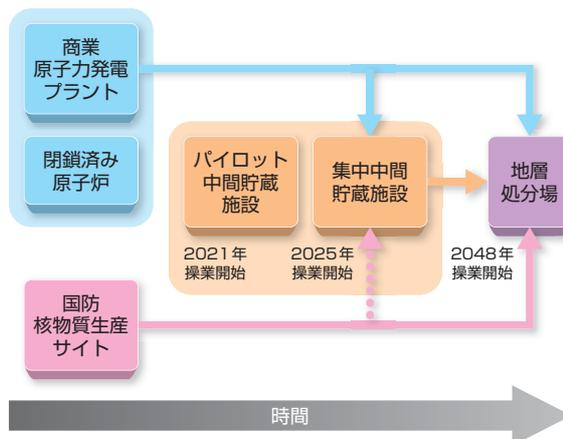 商業
原子力発電
プラント
閉鎖済み
原子炉
パイロット
中間貯蔵
施設
集中中間
貯蔵施設
地層
処分場
2021年
操業開始
2025年
操業開始
2048年
操業開始
国防
核物質生産
サイト
時間